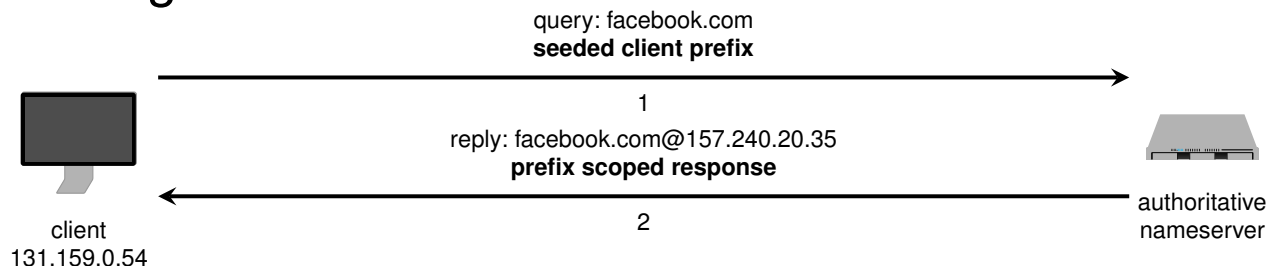 query: facebook.com
seeded client prefix
1
reply: facebook.com@157.240.20.35
prefix scoped response
2
client
131.159.0.54
authoritative
nameserver